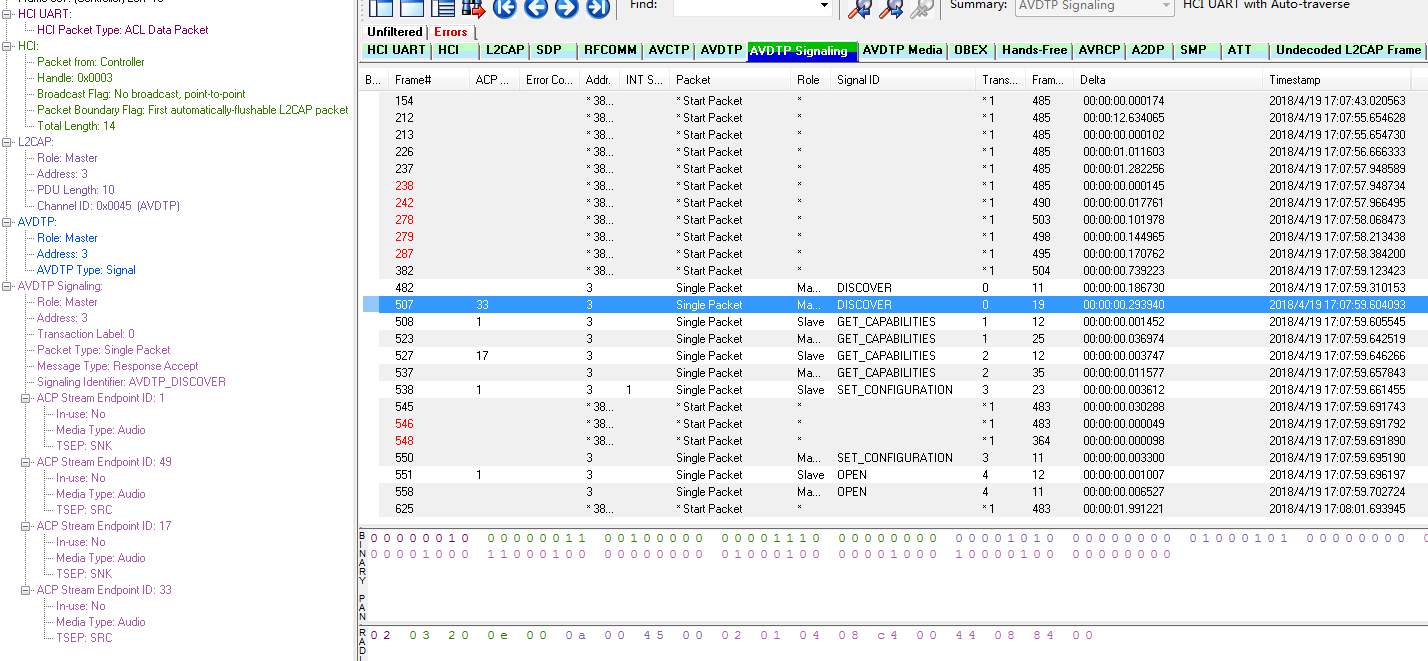 HCI UART:
HCI Packet Type: ACL Data Packet
HCI:
Packet from: Controller
Handle: 0x0003
Broadcast Flag: No broadcast, point-to-point
Packet Boundary Flag: First automatically-flushable L2CAP packet
Total Length: 14
L2CAP:
Role: Master
Address: 3
PDU Length: 10
Channel ID: 0x0045 (AVDTP)
AVDTP:
Role: Master
Address: 3
AVDTP Type: Signal
AVDTP Signaling:
Role: Master
Address: 3
Transaction Label: 0
Packet Type: Single Packet
Message Type: Response Accept
Signaling Identifier: AVDTP_DISCOVER
ACP Stream Endpoint ID: 1
In-use: No
Media Type: Audio
TSEP: SNK
ACP Stream Endpoint ID: 49
In-use: No
Media Type: Audio
TSEP: SRC
ACP Stream Endpoint ID: 17
In-use: No
Media Type: Audio
TSEP: SNK
ACP Stream Endpoint ID: 33
In-use: No
Media Type: Audio
TSEP: SRC
Find: Summary: AVDTP Signaling HCI UART with Auto-traverse
Unfiltered Errors
HCI UART HCI L2CAP SDP RFCOMM AVCTP AVDTP AVDTP Signaling AVDTP Media OBEX Hands-Free AVRCP A2DP SMP ATT Undecoded L2CAP Frame
B... Frame# ACP ... Error Co... Addr. INT S... Packet Role Signal ID Trans... Fram... Delta Timestamp
154 * 38... * Start Packet * * 1 485 00:00:00.000174 2018/4/19 17:07:43.020563
212 * 38... * Start Packet * * 1 485 00:00:12.634065 2018/4/19 17:07:55.654628
213 * 38... * Start Packet * * 1 485 00:00:00.000102 2018/4/19 17:07:55.654730
226 * 38... * Start Packet * * 1 485 00:00:01.011603 2018/4/19 17:07:56.666333
237 * 38... * Start Packet * * 1 485 00:00:01.282256 2018/4/19 17:07:57.948589
238 * 38... * Start Packet * * 1 485 00:00:00.000145 2018/4/19 17:07:57.948734
242 * 38... * Start Packet * * 1 490 00:00:00.017761 2018/4/19 17:07:57.966495
278 * 38... * Start Packet * * 1 503 00:00:00.101978 2018/4/19 17:07:58.068473
279 * 38... * Start Packet * * 1 498 00:00:00.144965 2018/4/19 17:07:58.213438
287 * 38... * Start Packet * * 1 495 00:00:00.170762 2018/4/19 17:07:58.384200
382 * 38... * Start Packet * * 1 504 00:00:00.739223 2018/4/19 17:07:59.123423
482 3 Single Packet Ma... DISCOVER 0 11 00:00:00.186730 2018/4/19 17:07:59.310153
507 33 3 Single Packet Ma... DISCOVER 0 19 00:00:00.293940 2018/4/19 17:07:59.604093
508 1 3 Single Packet Slave GET_CAPABILITIES 1 12 00:00:00.001452 2018/4/19 17:07:59.605545
523 3 Single Packet Ma... GET_CAPABILITIES 1 25 00:00:00.036974 2018/4/19 17:07:59.642519
527 17 3 Single Packet Slave GET_CAPABILITIES 2 12 00:00:00.003747 2018/4/19 17:07:59.646266
537 3 Single Packet Ma... GET_CAPABILITIES 2 35 00:00:00.011577 2018/4/19 17:07:59.657843
538 1 3 1 Single Packet Slave SET_CONFIGURATION 3 23 00:00:00.003612 2018/4/19 17:07:59.661455
545 * 38... * Start Packet * * 1 483 00:00:00.030288 2018/4/19 17:07:59.691743
546 * 38... * Start Packet * * 1 483 00:00:00.000049 2018/4/19 17:07:59.691792
548 * 38... * Start Packet * * 1 364 00:00:00.000098 2018/4/19 17:07:59.691890
550 3 Single Packet Ma... SET_CONFIGURATION 3 11 00:00:00.003300 2018/4/19 17:07:59.695190
551 1 3 Single Packet Slave OPEN 4 12 00:00:00.001007 2018/4/19 17:07:59.696197
558 3 Single Packet Ma... OPEN 4 11 00:00:00.006527 2018/4/19 17:07:59.702724
625 * 38... * Start Packet * * 1 483 00:00:01.991221 2018/4/19 17:08:01.693945
BINARY PAN
00000010 00000011 00100000 00001110 00000000 00001010 00000000 01000101 00000000
00001000 11000100 00000000 01000100 00001000 10000100 00000000
RADI
02 03 20 0e 00 0a 00 45 00 02 01 04 08 c4 00 44 08 84 00